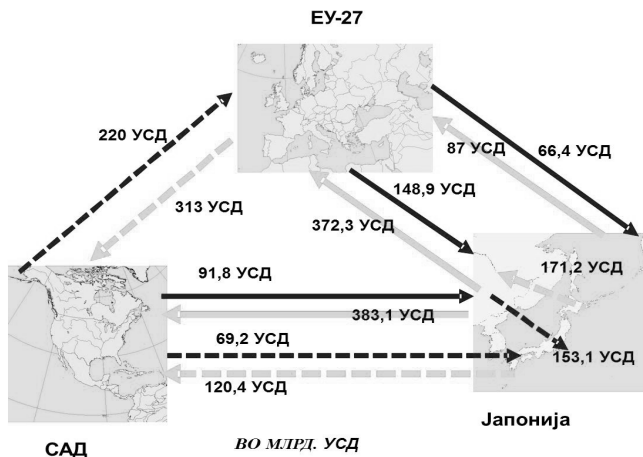 ЕУ-27
220 УСД
87 УСД
66,4 УСД
148,9 УСД
313 УСД
372,3 УСД
91,8 УСД
171,2 УСД
383,1 УСД
69,2 УСД
153,1 УСД
120,4 УСД
Јапонија
САД
ВО МЛРД. УСД